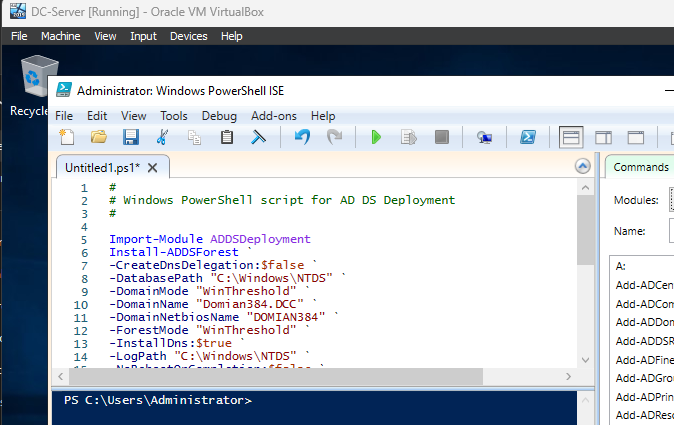 DC-Server [Running] - Oracle VM VirtualBox
File Machine View Input Devices Help
Recycle
Administrator: Windows PowerShell ISE
File Edit View Tools Debug Add-ons Help
Untitled1.ps1* X
1 #
2 # Windows PowerShell script for AD DS Deployment
3 #
4
5 Import-Module ADDSDeployment
6 Install-ADDSForest `
7 -CreateDnsDelegation:$false `
8 -DatabasePath "C:\Windows\NTDS" `
9 -DomainMode "WinThreshold" `
10 -DomainName "Domian384.DCC" `
11 -DomainNetbiosName "DOMIAN384" `
12 -ForestMode "WinThreshold" `
13 -InstallDns:$true `
14 -LogPath "C:\Windows\NTDS" `
15 -NoRebootOnCompletion:$false `
PS C:\Users\Administrator>
Commands
Modules:
Name:
A:
Add-ADCen
Add-ADCom
Add-ADDom
Add-ADDSR
Add-ADFine
Add-ADGrou
Add-ADPrin
Add-ADReso